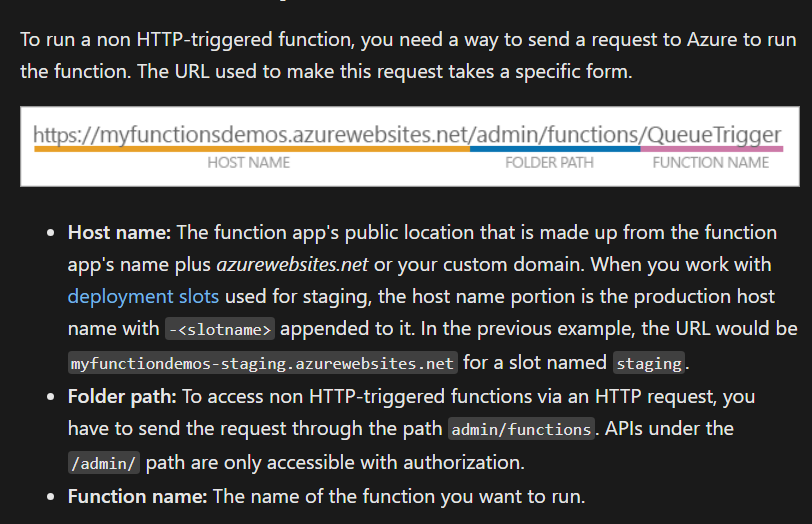 To run a non HTTP-triggered function, you need a way to send a request to Azure to run
the function. The URL used to make this request takes a specific form.
https://myfunctionsdemos.azurewebsites.net/admin/functions/QueueTrigger
HOST NAME FOLDER PATH FUNCTION NAME
• Host name: The function app's public location that is made up from the function
app's name plus azurewebsites.net or your custom domain. When you work with
deployment slots used for staging, the host name portion is the production host
name with -<slotname> appended to it. In the previous example, the URL would be
myfunctiondemos-staging.azurewebsites.net for a slot named staging.
• Folder path: To access non HTTP-triggered functions via an HTTP request, you
have to send the request through the path admin/functions. APIs under the
/admin/ path are only accessible with authorization.
• Function name: The name of the function you want to run.